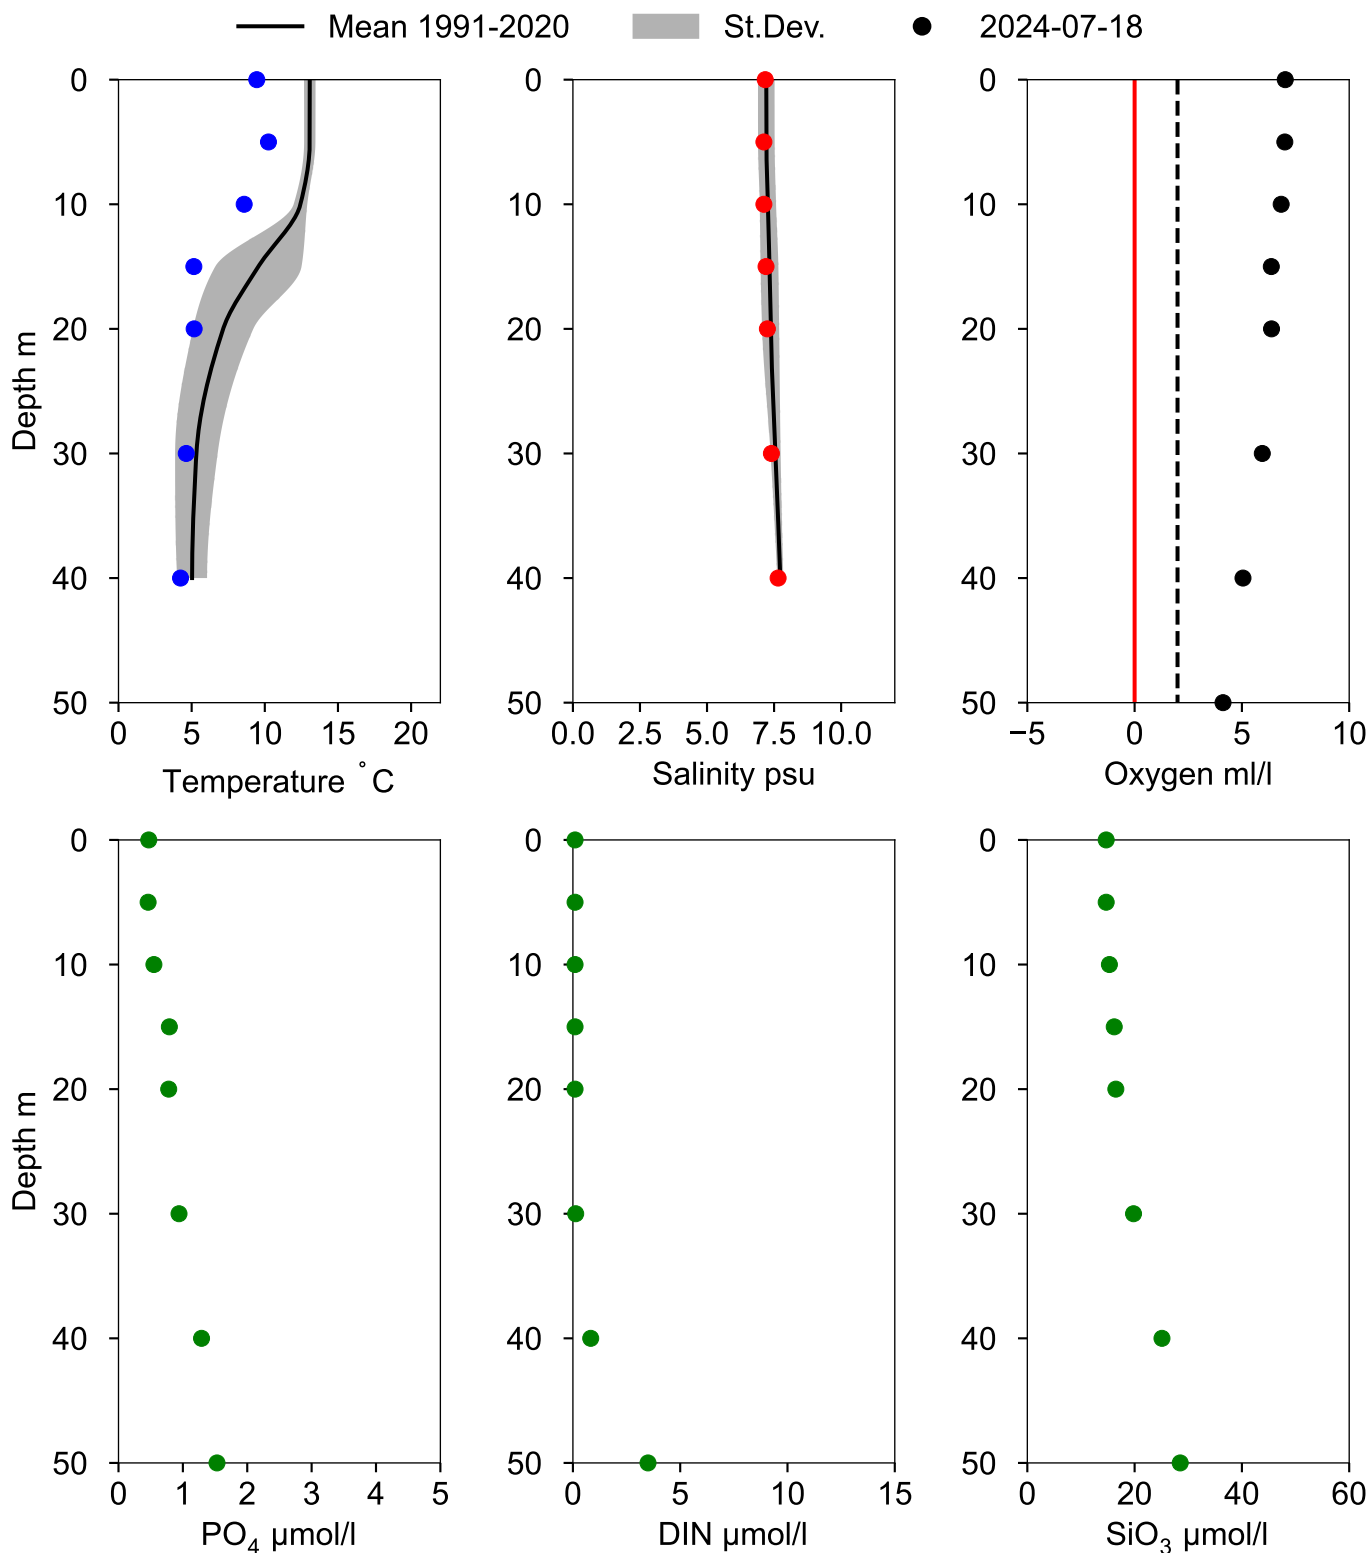 Mean 1991-2020 St.Dev. 2024-07-18
0 0 0
10 10 10
20 20 20
30 30 30
40 40 40
50 50 50
Depth m
0 5 10 15 20 0.0 2.5 5.0 7.5 10.0 −5 0 5 10
Temperature ˚C Salinity psu Oxygen ml/l
0 0 0
10 10 10
20 20 20
30 30 30
40 40 40
50 50 50
Depth m
0 1 2 3 4 5 0 5 10 15 0 20 40 60
PO₄ µmol/l DIN µmol/l SiO₃ µmol/l